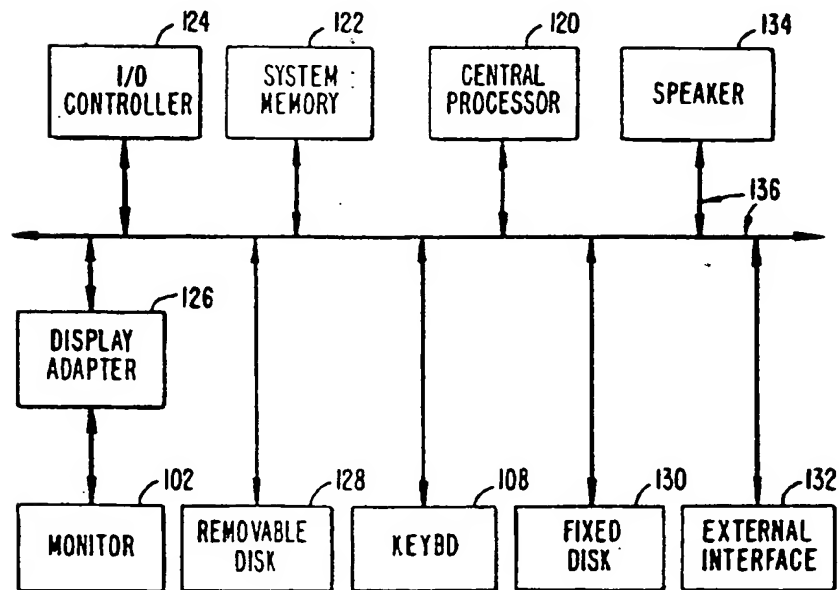 124
I/O
CONTROLLER
122
SYSTEM
MEMORY
120
CENTRAL
PROCESSOR
134
SPEAKER
136
126
DISPLAY
ADAPTER
102
MONITOR
128
REMOVABLE
DISK
108
KEYBD
130
FIXED
DISK
132
EXTERNAL
INTERFACE